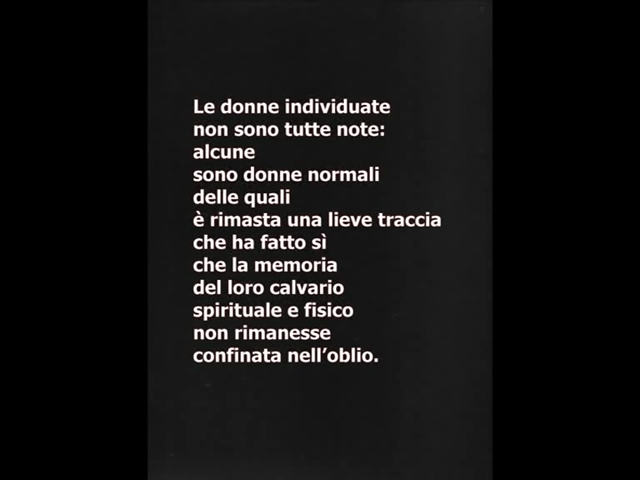 Le donne individuate
non sono tutte note:
alcune
sono donne normali
delle quali
è rimasta una lieve traccia
che ha fatto sì
che la memoria
del loro calvario
spirituale e fisico
non rimanesse
confinata nell’oblio.